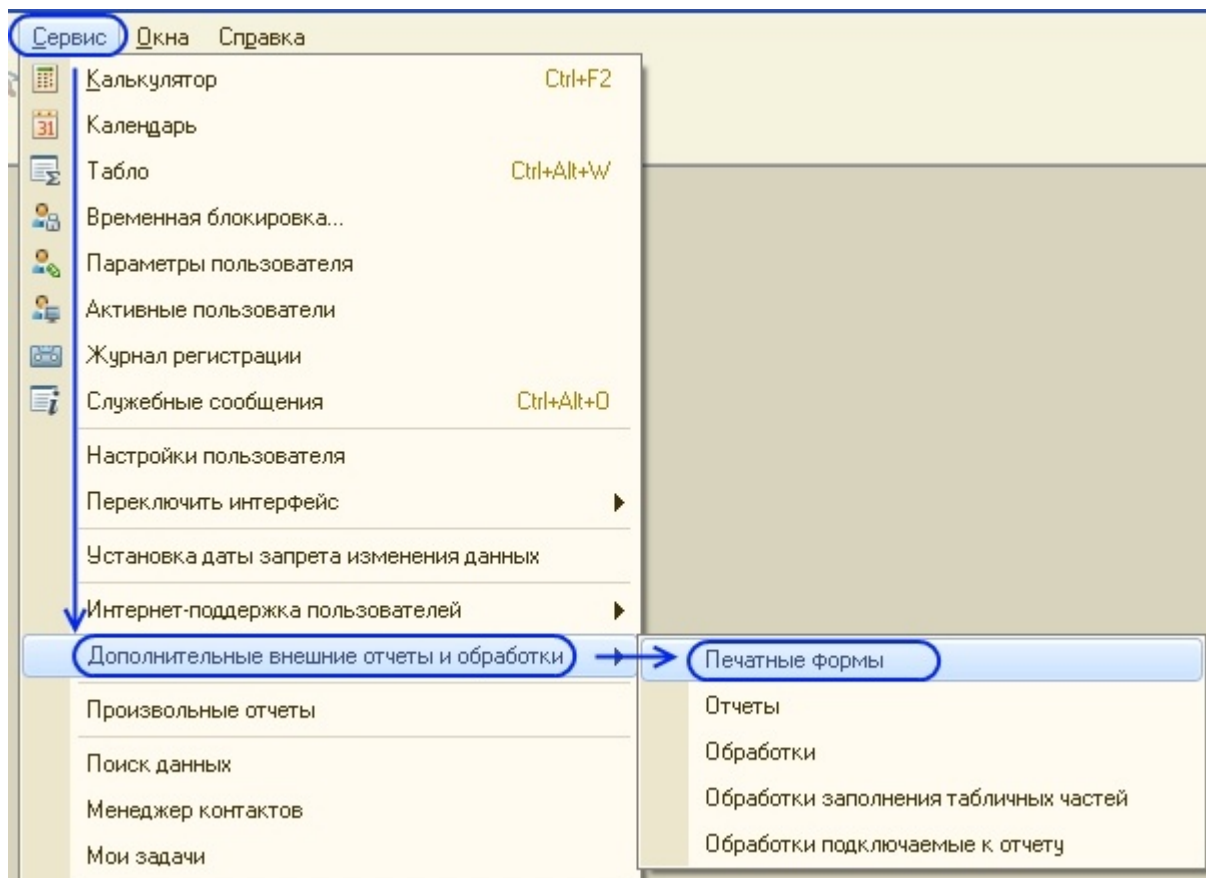 Сервис Окна Справка
Калькулятор Ctrl+F2
31 Календарь
Табло Ctrl+Alt+W
Временная блокировка...
Параметры пользователя
Активные пользователи
Журнал регистрации
Служебные сообщения Ctrl+Alt+O
Настройки пользователя
Переключить интерфейс
Установка даты запрета изменения данных
Интернет-поддержка пользователей
Дополнительные внешние отчеты и обработки
Печатные формы
Произвольные отчеты
Отчеты
Поиск данных
Обработки
Менеджер контактов
Обработки заполнения табличных частей
Мои задачи
Обработки подключаемые к отчету